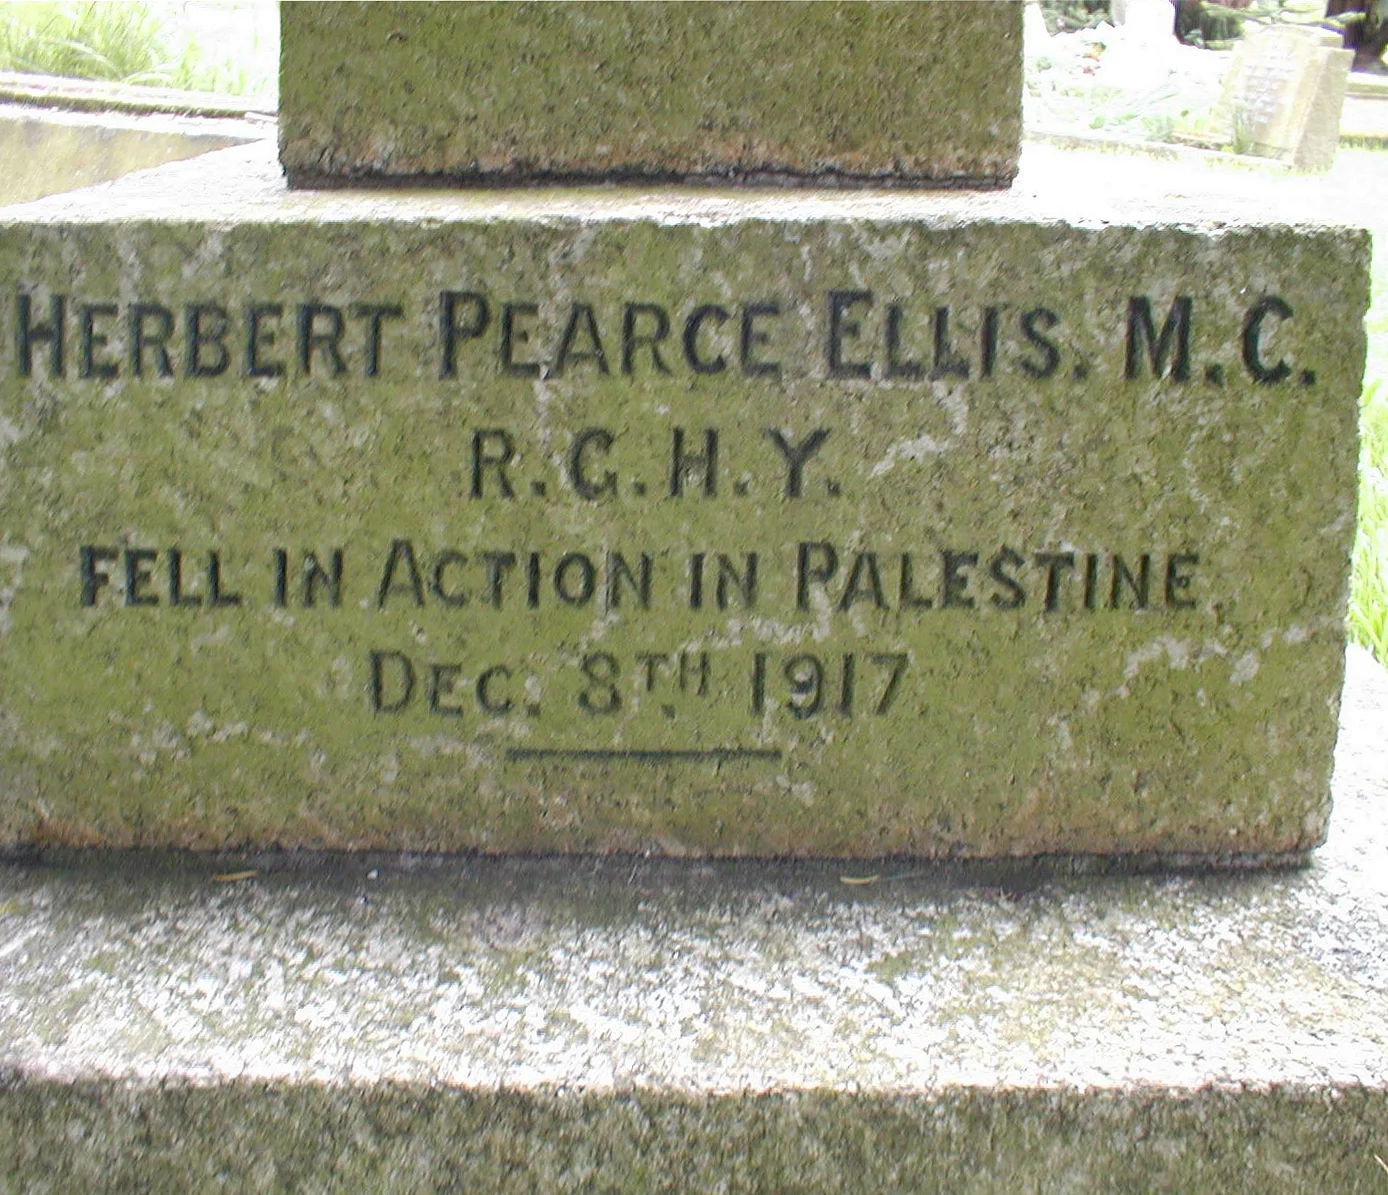 HERBERT PEARCE ELLIS. M.C.
R.G.H.Y.
FELL IN ACTION IN PALESTINE,
DEC. 8TH. 1917